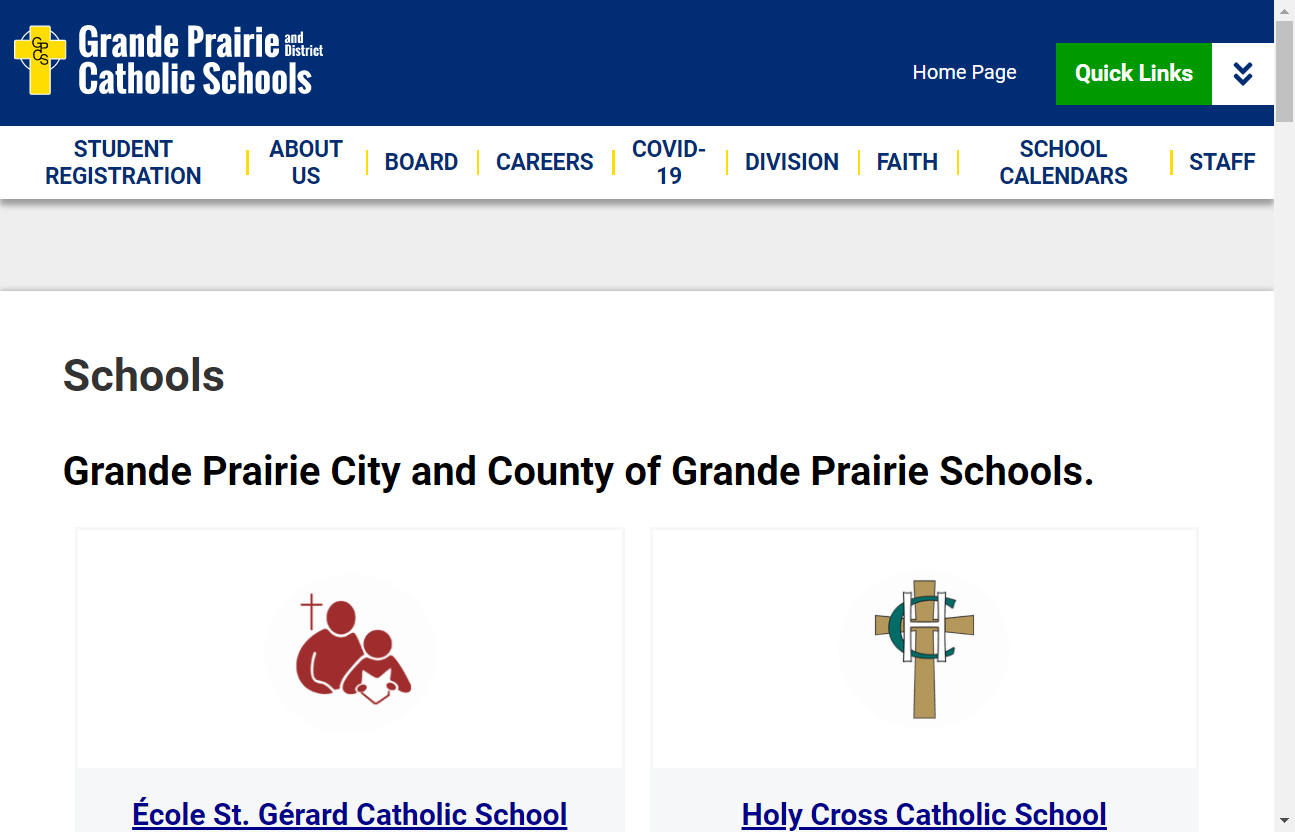 GPCS
Grande Prairie and District
Catholic Schools
Home Page
Quick Links
STUDENT REGISTRATION
ABOUT US
BOARD
CAREERS
COVID-19
DIVISION
FAITH
SCHOOL CALENDARS
STAFF
Schools
Grande Prairie City and County of Grande Prairie Schools.
École St. Gérard Catholic School
Holy Cross Catholic School